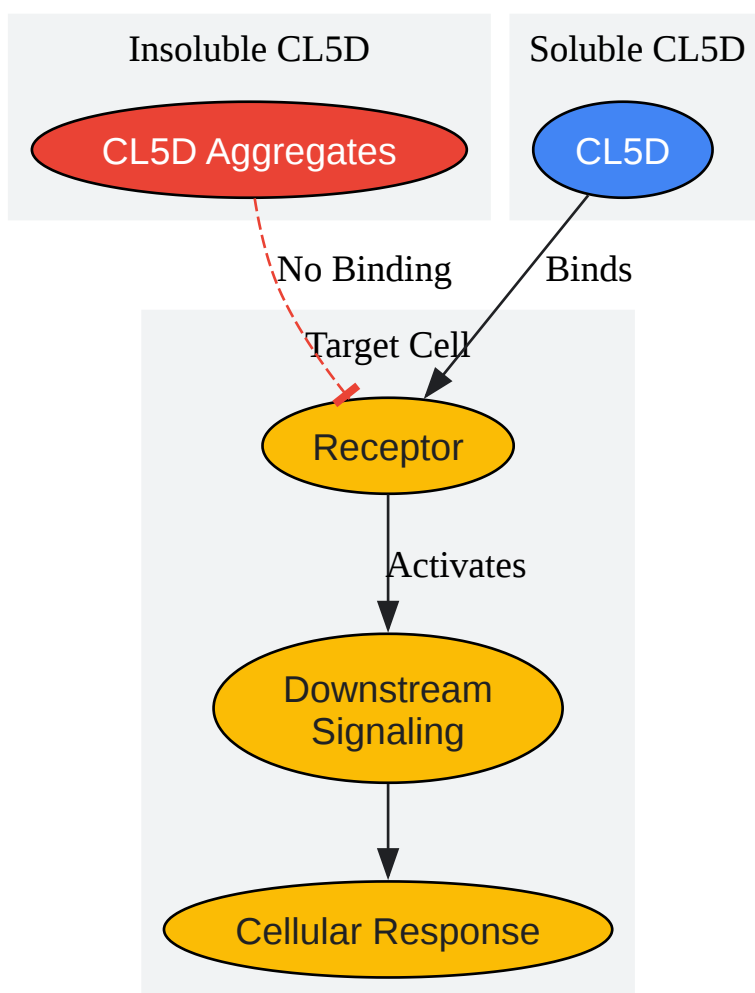 Insoluble CL5D
Soluble CL5D
CL5D Aggregates
CL5D
No Binding
Binds
Target Cell
Receptor
Activates
Downstream
Signaling
Cellular Response